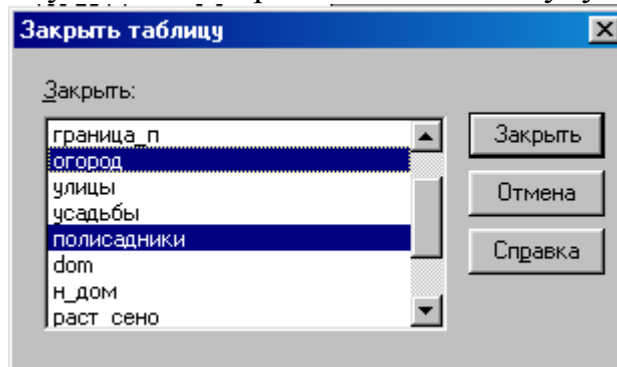 Закрыть таблицу
Закрыть:
граница_п
огород
улицы
усадьбы
полисадники
dom
н_дом
раст_сено
Закрыть
Отмена
Справка